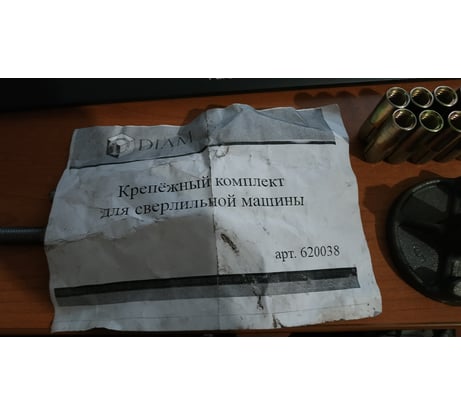 DIAM
Крепёжный комплект
для сверлильной машины
арт. 620038